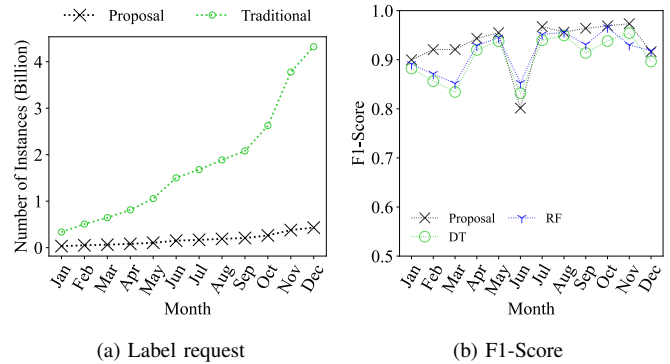 Proposal Traditional
Number of Instances (Billion)
4
3
2
1
0
Jan Feb Mar Apr May Jun Jul Aug Sep Oct Nov Dec
Month
(a) Label request
F1-Score
1.0
0.9
0.8
0.7
0.6
0.5
Proposal RF
DT
Jan Feb Mar Apr May Jun Jul Aug Sep Oct Nov Dec
Month
(b) F1-Score